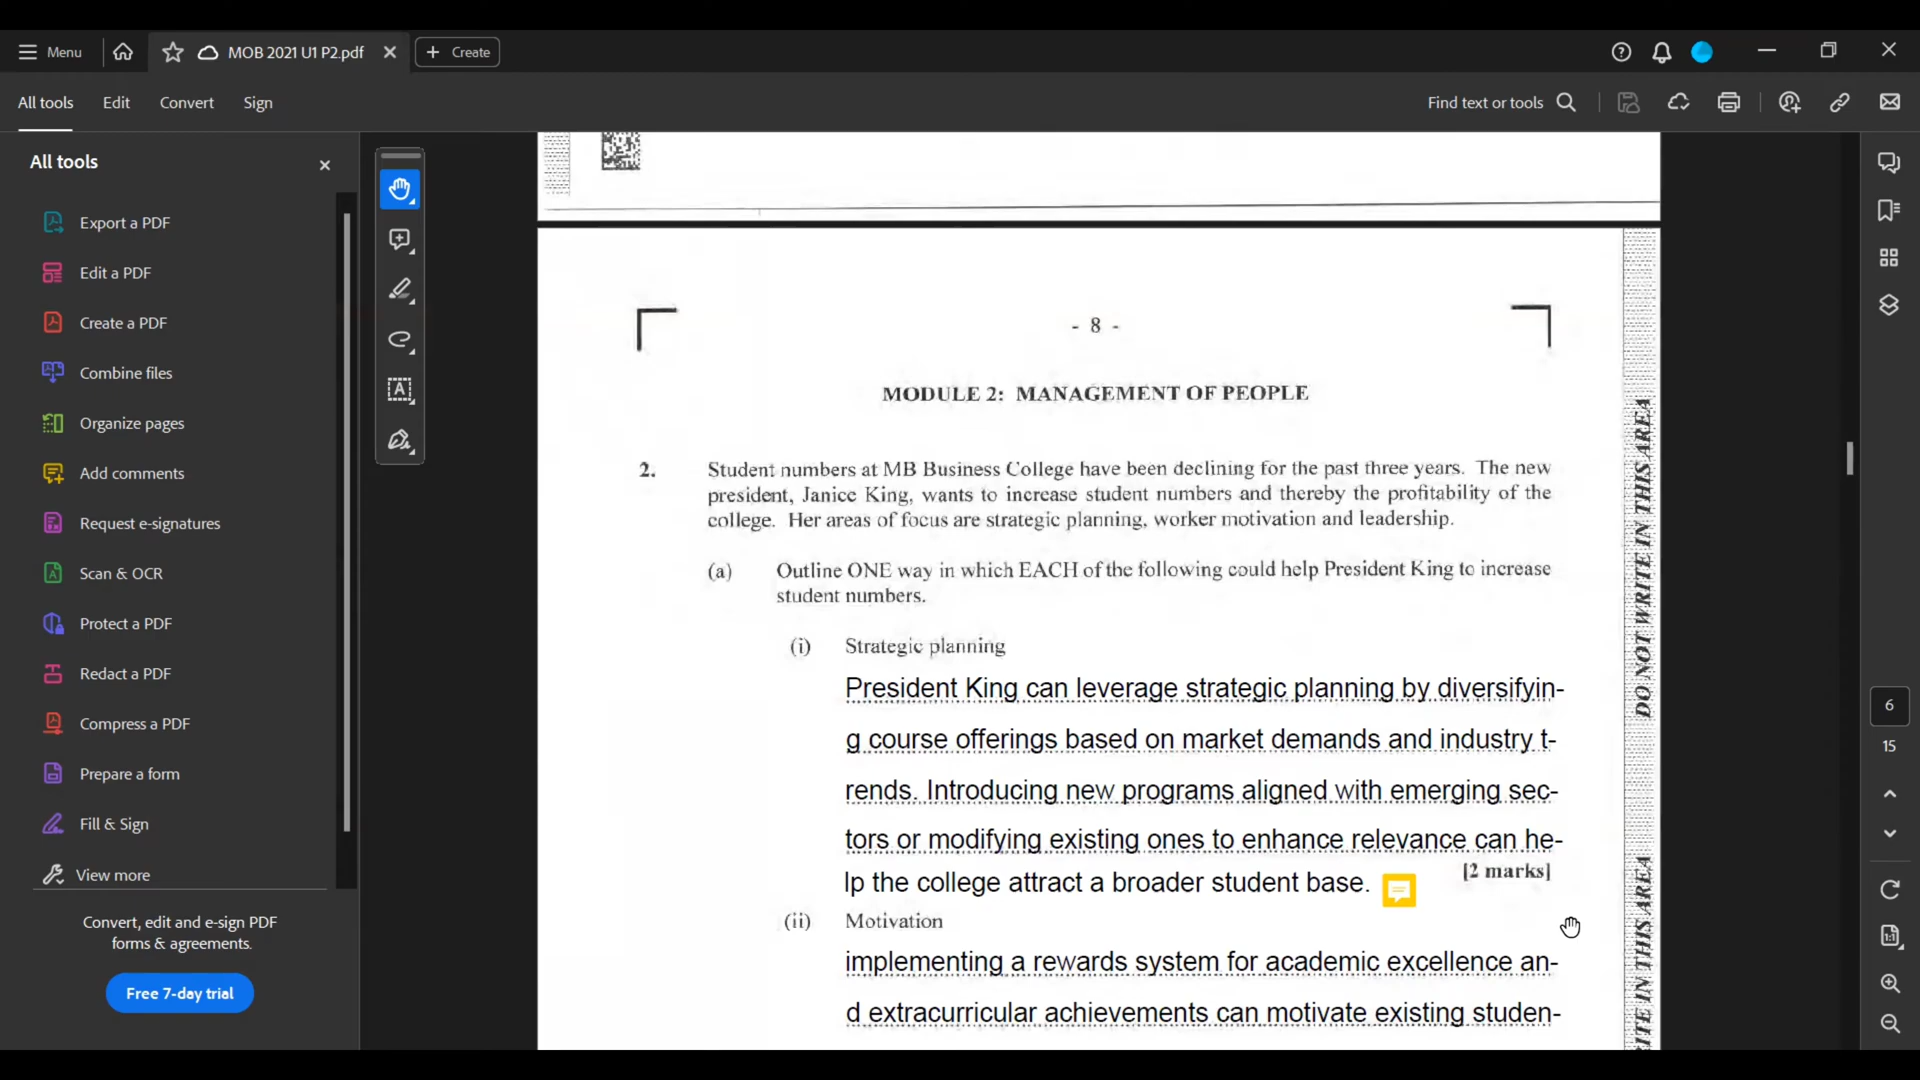 Menu
MOB 2021 U1 P2.pdf
Create
All tools
Edit
Convert
Sign
Find text or tools
All tools
Export a PDF
Edit a PDF
Create a PDF
Combine files
Organize pages
Add comments
Request e-signatures
Scan & OCR
Protect a PDF
Redact a PDF
Compress a PDF
Prepare a form
Fill & Sign
View more
Convert, edit and e-sign PDF
forms & agreements.
Free 7-day trial
- 8 -
MODULE 2: MANAGEMENT OF PEOPLE
2. Student numbers at MB Business College have been declining for the past three years. The new
president, Janice King, wants to increase student numbers and thereby the profitability of the
college. Her areas of focus are strategic planning, worker motivation and leadership.
(a) Outline ONE way in which EACH of the following could help President King to increase
student numbers.
(i) Strategic planning
President King can leverage strategic planning by diversifyin-
g course offerings based on market demands and industry t-
rends. Introducing new programs aligned with emerging sec-
tors or modifying existing ones to enhance relevance can he-
lp the college attract a broader student base.
[2 marks]
(ii) Motivation
implementing a rewards system for academic excellence an-
d extracurricular achievements can motivate existing studen-
DO NOT WRITE IN THIS AREA
ITE IN THIS AREA
6
15
1:1